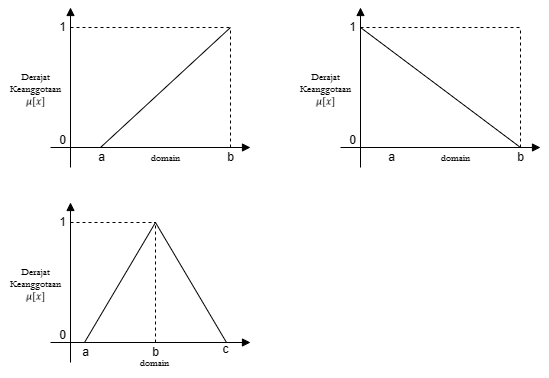 1
Derajat
Keanggotaan
μ[x]
0
a
domain
b
1
Derajat
Keanggotaan
μ[x]
0
a
domain
b
1
Derajat
Keanggotaan
μ[x]
0
a
b
c
domain